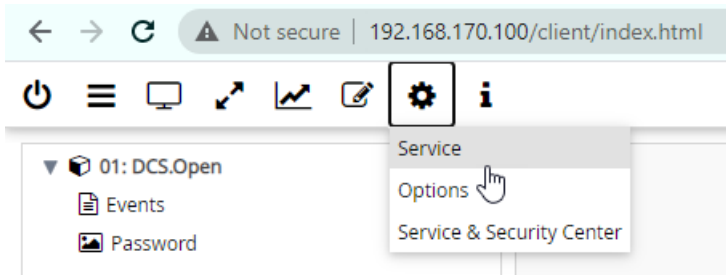 Not secure | 192.168.170.100/client/index.html
Service
01: DCS.Open
Options
Events
Service & Security Center
Password